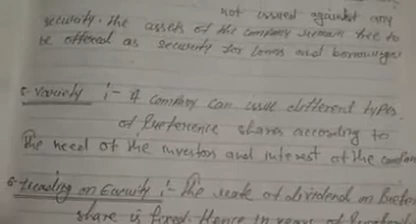 not issued against any
security. the assets of the company remain free to
be offered as security for loans and borrowings
5- Variety :- A company can issue different types
of Preference shares according to
the need of the investors and interest of the company
6- trading on Equity :- the rate of dividend on Prefer
share is fixed. Hence in years of